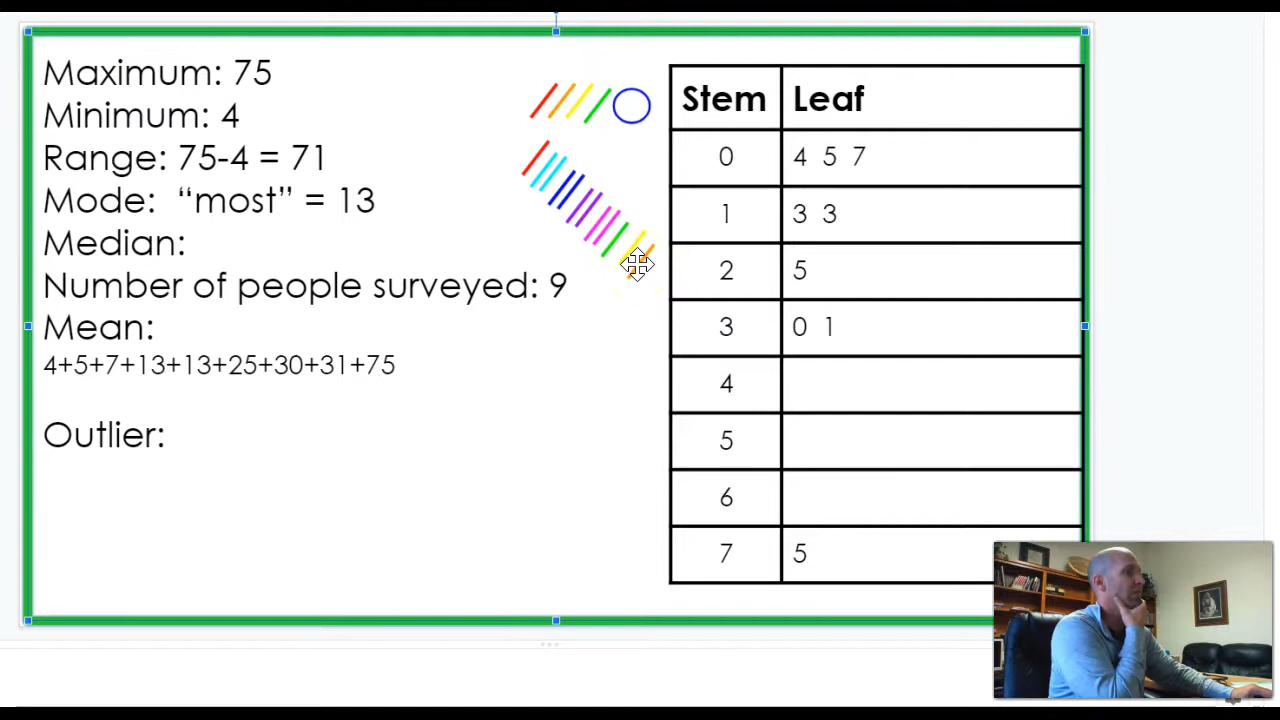 Maximum: 75
Minimum: 4
Range: 75-4 = 71
Mode: “most” = 13
Median:
Number of people surveyed: 9
Mean:
4+5+7+13+13+25+30+31+75
Outlier:
Stem Leaf
0 4 5 7
1 3 3
2 5
3 0 1
4
5
6
7 5